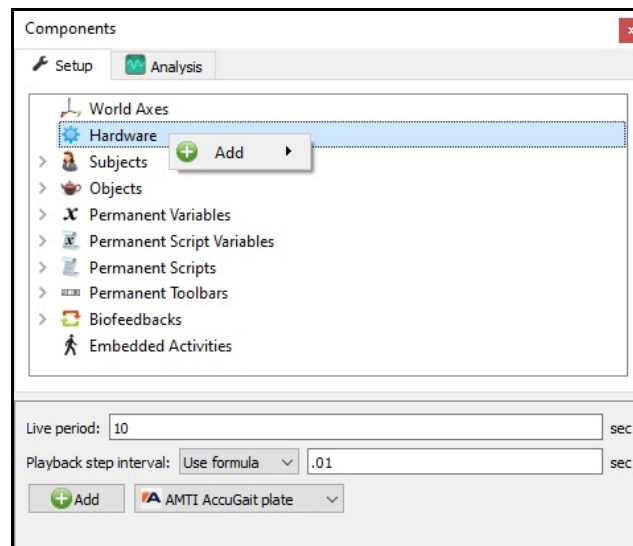 Components
Setup Analysis
World Axes
Hardware
Add
Subjects
Objects
Permanent Variables
Permanent Script Variables
Permanent Scripts
Permanent Toolbars
Biofeedbacks
Embedded Activities
Live period: 10 sec
Playback step interval: Use formula .01 sec
Add AMTI AccuGait plate